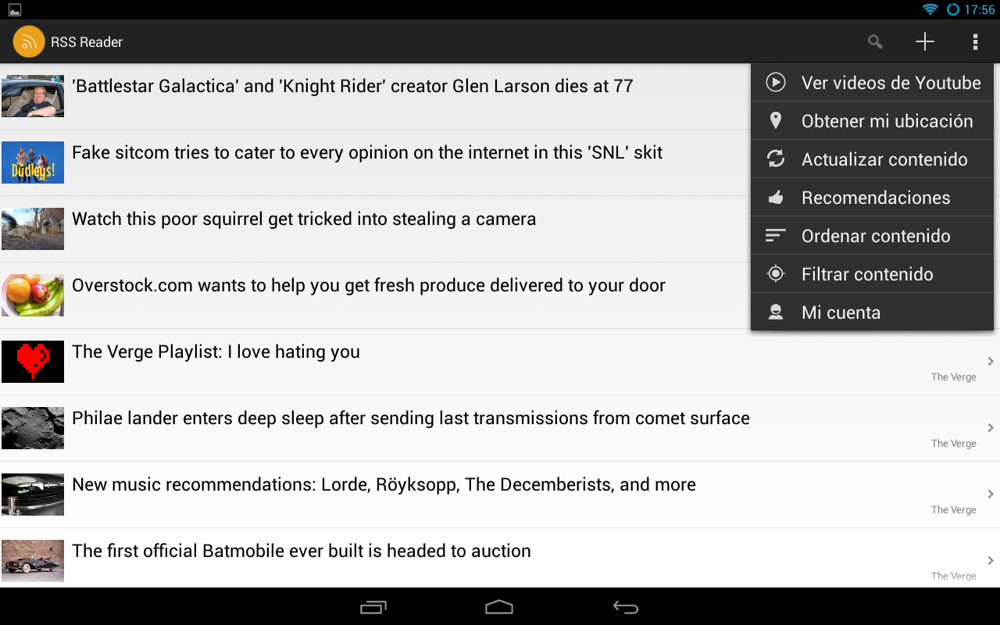 17:56
RSS Reader
'Battlestar Galactica' and 'Knight Rider' creator Glen Larson dies at 77
Fake sitcom tries to cater to every opinion on the internet in this 'SNL' skit
Dudleys!
Watch this poor squirrel get tricked into stealing a camera
Overstock.com wants to help you get fresh produce delivered to your door
The Verge Playlist: I love hating you
The Verge
Philae lander enters deep sleep after sending last transmissions from comet surface
The Verge
New music recommendations: Lorde, Röyksopp, The Decemberists, and more
The Verge
The first official Batmobile ever built is headed to auction
The Verge
Ver videos de Youtube
Obtener mi ubicación
Actualizar contenido
Recomendaciones
Ordenar contenido
Filtrar contenido
Mi cuenta